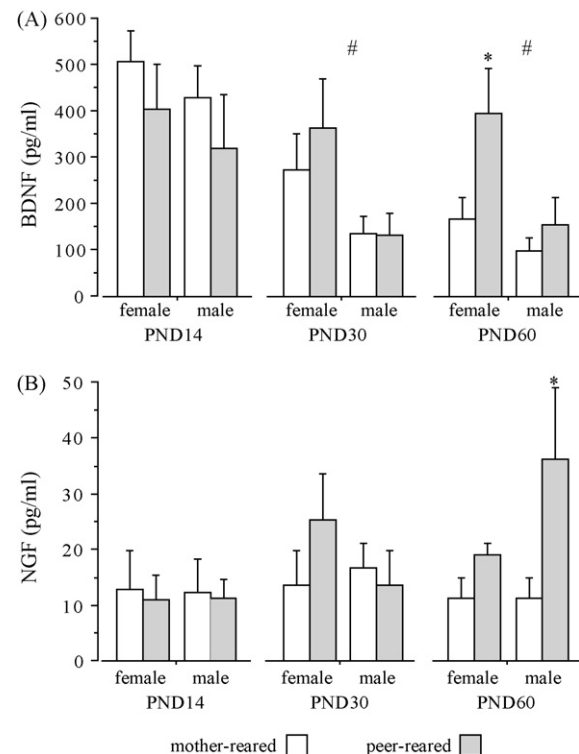 (A)
600
500
400
300
200
100
0
BDNF (pg/ml)
#
* #
female male female male female male
PND14 PND30 PND60
(B)
50
40
30
20
10
0
NGF (pg/ml)
*
female male female male female male
PND14 PND30 PND60
mother-reared peer-reared